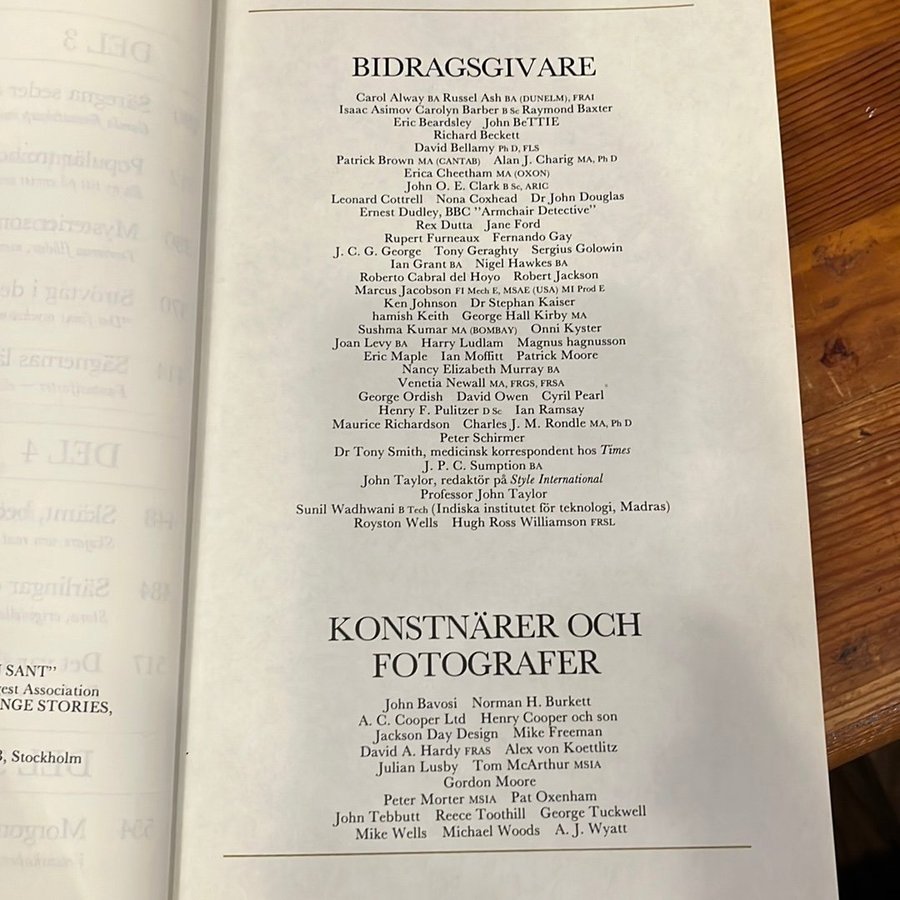 SANT"
est Association
NGE STORIES,
, Stockholm
BIDRAGSGIVARE
Carol Alway BA Russel Ash BA (DUNELM), FRAI
Isaac Asimov Carolyn Barber B Sc Raymond Baxter
Eric Beardsley John BeTTIE
Richard Beckett
David Bellamy Ph D, FLS
Patrick Brown MA (CANTAB) Alan J. Charig MA, Ph D
Erica Cheetham MA (OXON)
John O. E. Clark B Sc, ARIC
Leonard Cottrell Nona Coxhead Dr John Douglas
Ernest Dudley, BBC "Armchair Detective"
Rex Dutta Jane Ford
Rupert Furneaux Fernando Gay
J. C. G. George Tony Geraghty Sergius Golowin
Ian Grant BA Nigel Hawkes BA
Roberto Cabral del Hoyo Robert Jackson
Marcus Jacobson FI Mech E, MSAE (USA) MI Prod E
Ken Johnson Dr Stephan Kaiser
hamish Keith George Hall Kirby MA
Sushma Kumar MA (BOMBAY) Onni Kyster
Joan Levy BA Harry Ludlam Magnus hagnusson
Eric Maple Ian Moffitt Patrick Moore
Nancy Elizabeth Murray BA
Venetia Newall MA, FRGS, FRSA
George Ordish David Owen Cyril Pearl
Henry F. Pulitzer D Sc Ian Ramsay
Maurice Richardson Charles J. M. Rondle MA, Ph D
Peter Schirmer
Dr Tony Smith, medicinsk korrespondent hos Times
J. P. C. Sumption BA
John Taylor, redaktör på Style International
Professor John Taylor
Sunil Wadhwani B Tech (Indiska institutet för teknologi, Madras)
Royston Wells Hugh Ross Williamson FRSL
KONSTNÄRER OCH
FOTOGRAFER
John Bavosi Norman H. Burkett
A. C. Cooper Ltd Henry Cooper och son
Jackson Day Design Mike Freeman
David A. Hardy FRAS Alex von Koettlitz
Julian Lusby Tom McArthur MSIA
Gordon Moore
Peter Morter MSIA Pat Oxenham
John Tebbutt Reece Toothill George Tuckwell
Mike Wells Michael Woods A. J. Wyatt